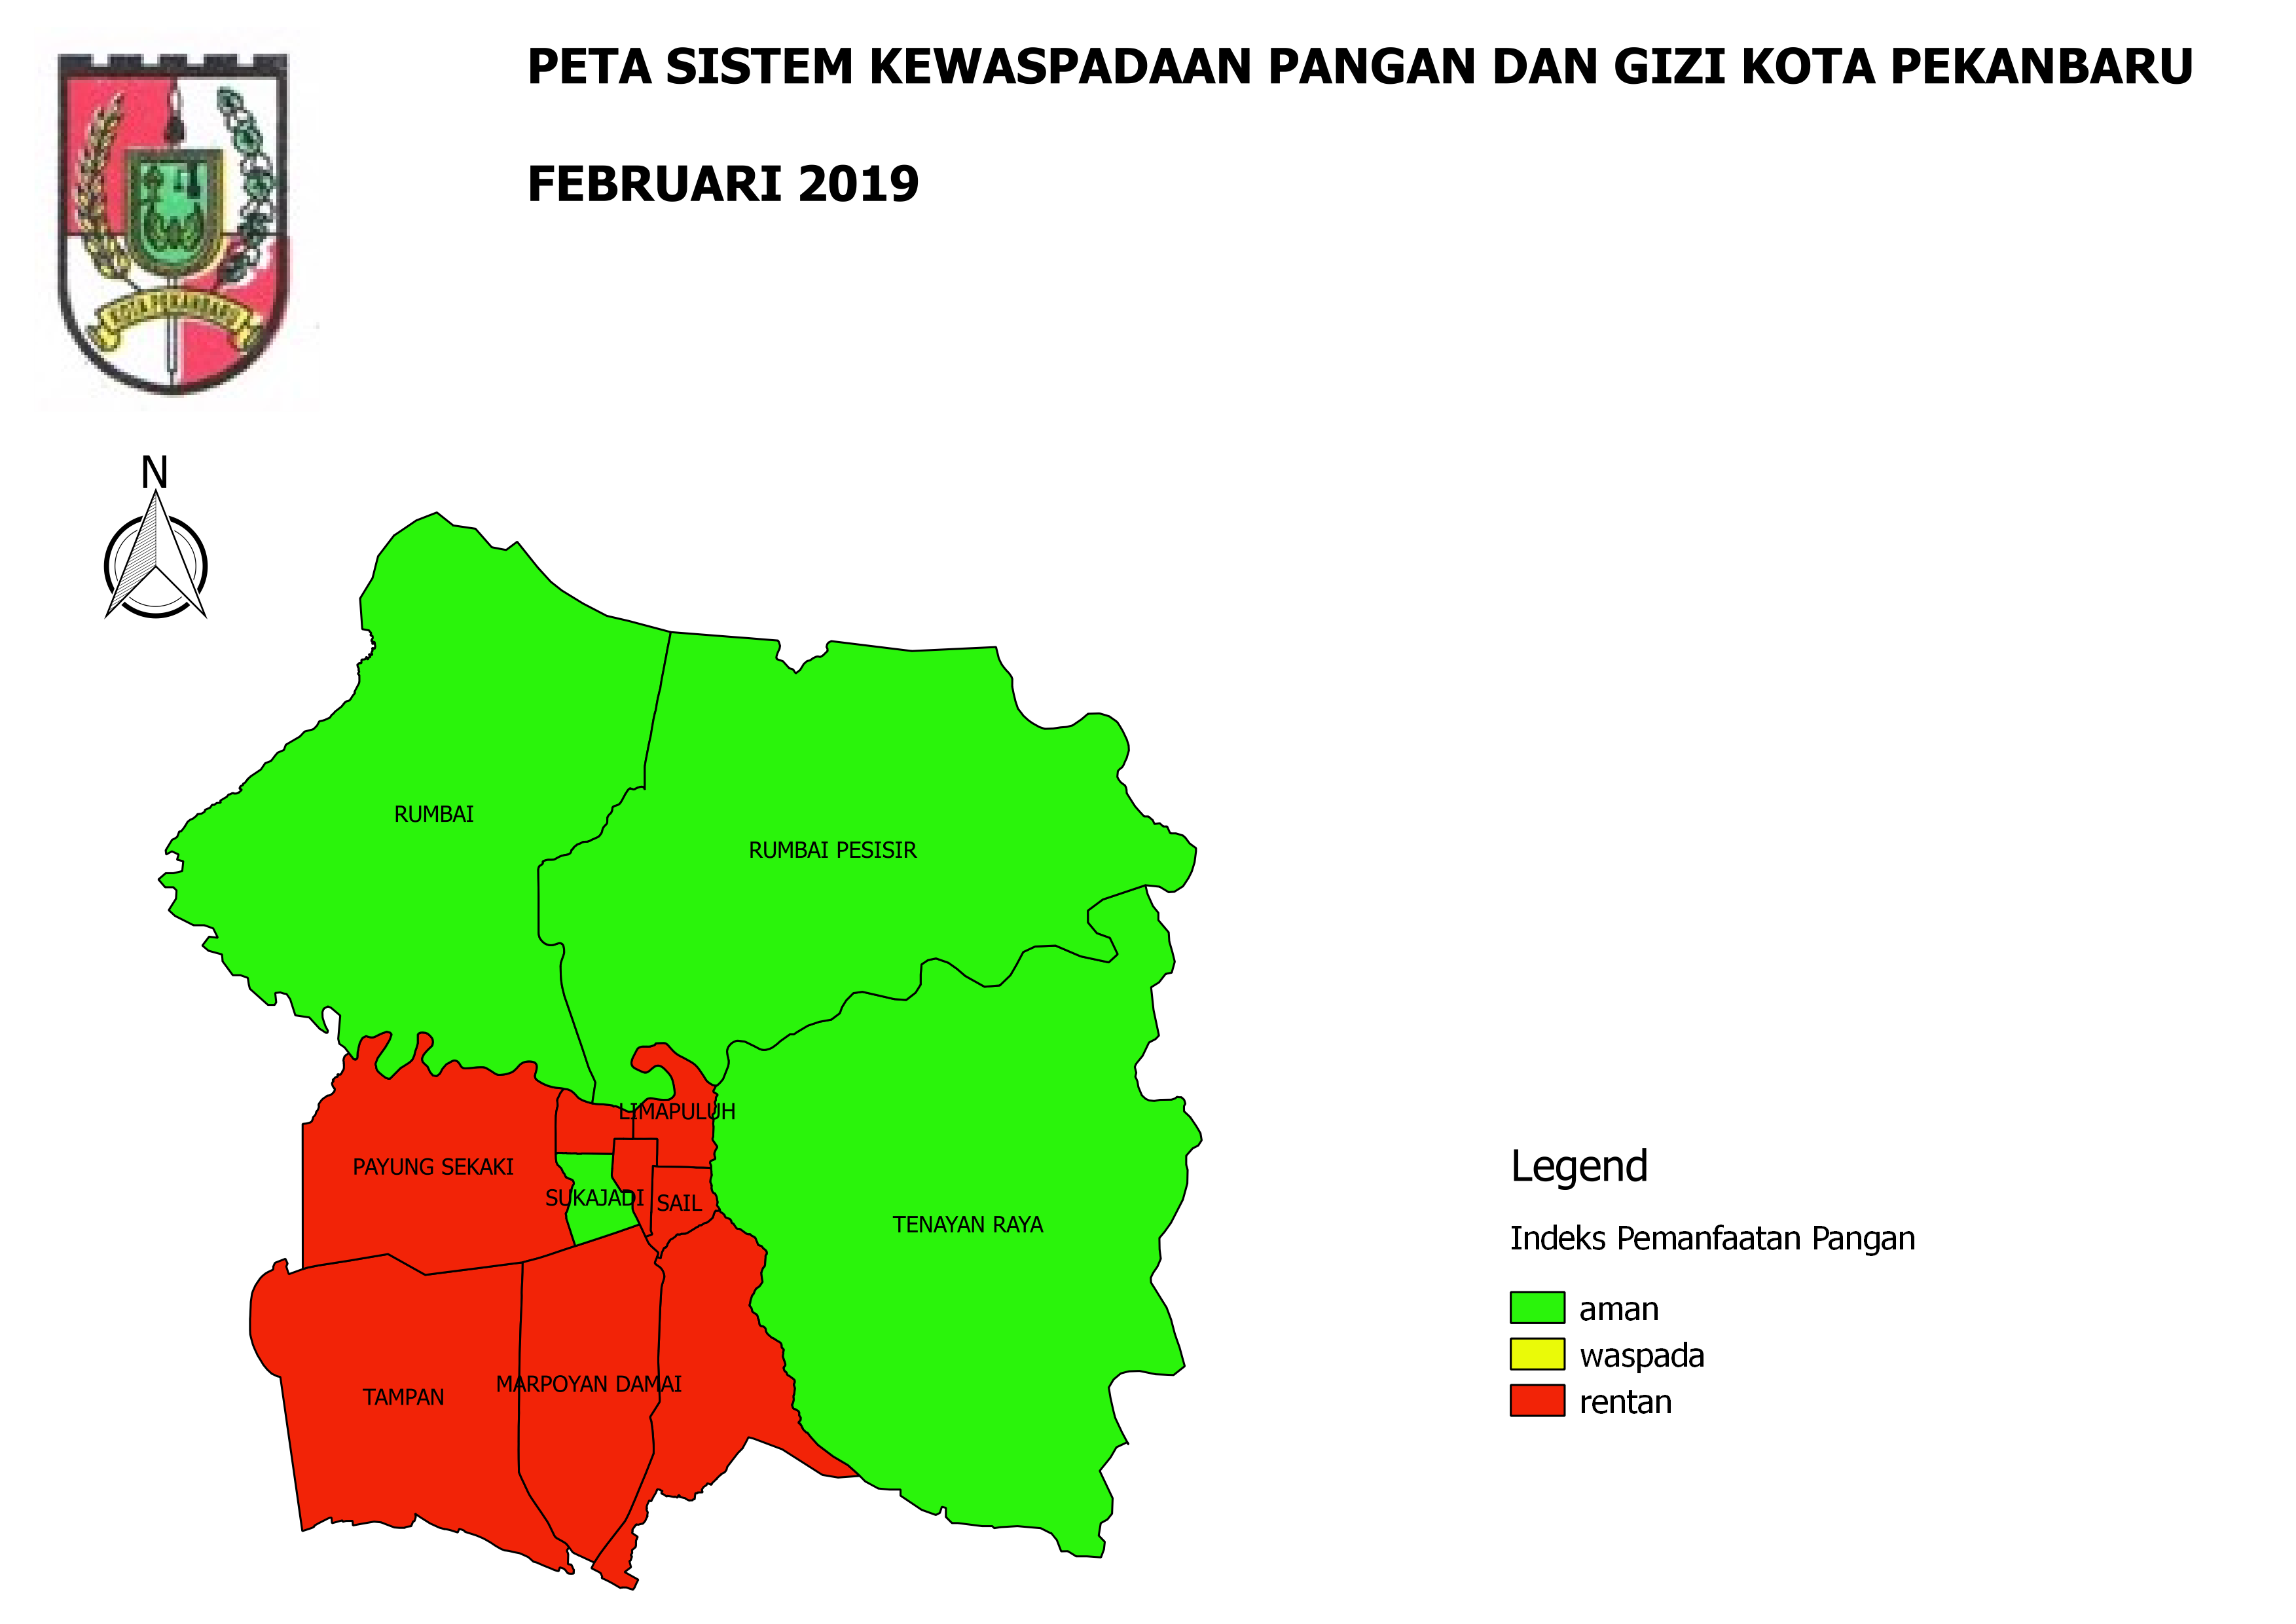 PETA SISTEM KEWASPADAAN PANGAN DAN GIZI KOTA PEKANBARU
FEBRUARI 2019
KOTA PEKANBARU
N
RUMBAI
RUMBAI PESISIR
LIMAPULUH
PAYUNG SEKAKI
SUKAJADI
SAIL
TENAYAN RAYA
MARPOYAN DAMAI
TAMPAN
Legend
Indeks Pemanfaatan Pangan
aman
waspada
rentan